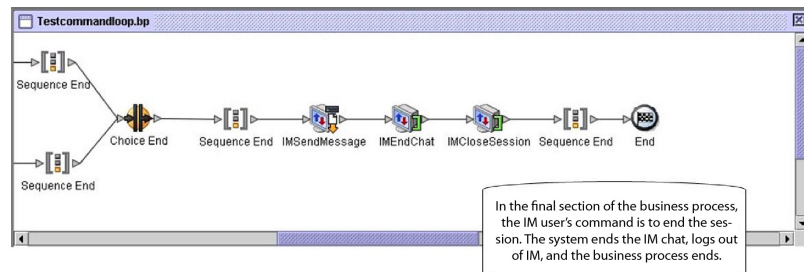 Testcommandloop.bp
Sequence End
Choice End
Sequence End
IMSendMessage
IMEndChat
IMCloseSession
Sequence End
End
Sequence End
In the final section of the business process,
the IM user's command is to end the ses-
sion. The system ends the IM chat, logs out
of IM, and the business process ends.